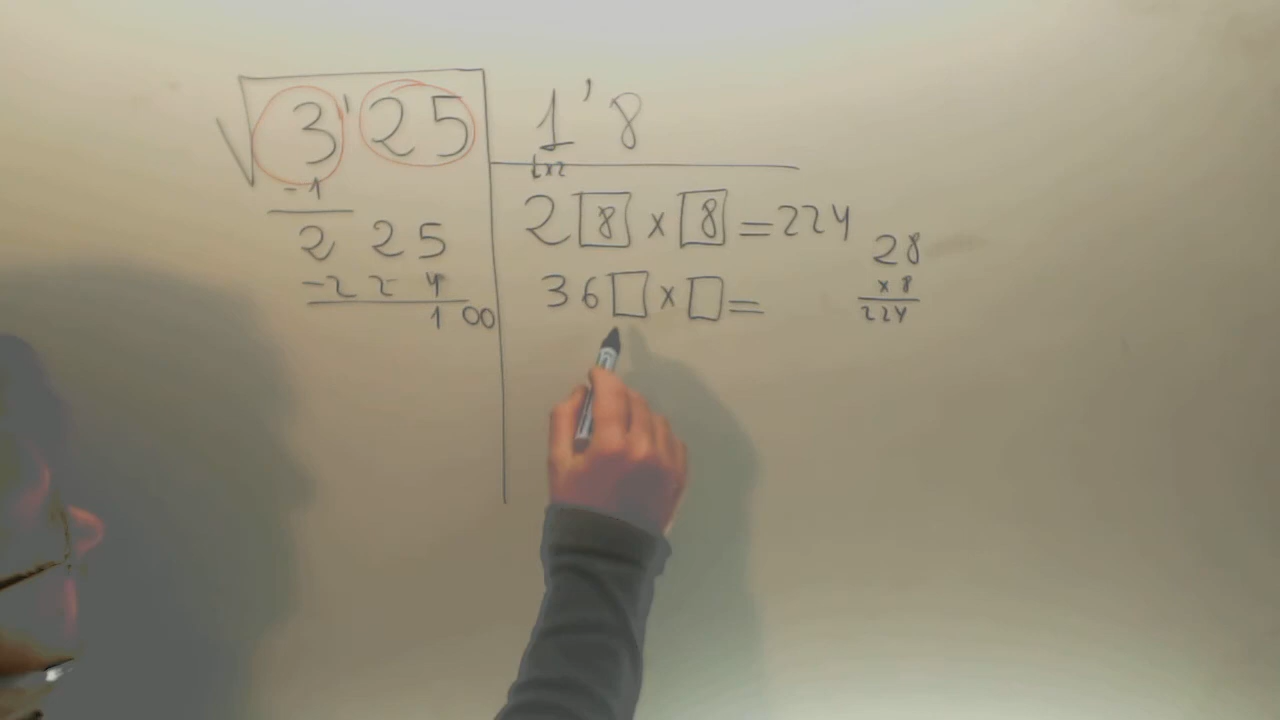 √3'25 1'8
-1 1x2
2 25 2 8 x 8 = 224
-2 2 4 36□ x □ =
1 00
28
x 8
224